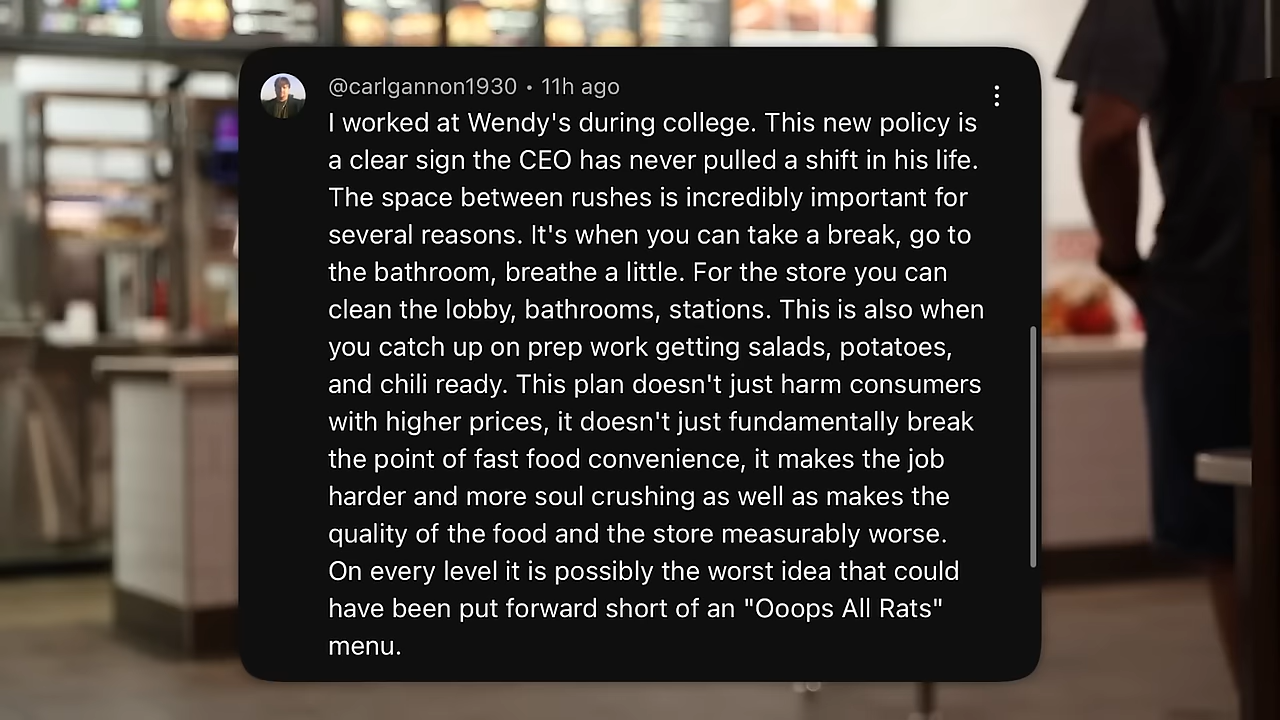 @carlgannon1930 • 11h ago
I worked at Wendy's during college. This new policy is
a clear sign the CEO has never pulled a shift in his life.
The space between rushes is incredibly important for
several reasons. It's when you can take a break, go to
the bathroom, breathe a little. For the store you can
clean the lobby, bathrooms, stations. This is also when
you catch up on prep work getting salads, potatoes,
and chili ready. This plan doesn't just harm consumers
with higher prices, it doesn't just fundamentally break
the point of fast food convenience, it makes the job
harder and more soul crushing as well as makes the
quality of the food and the store measurably worse.
On every level it is possibly the worst idea that could
have been put forward short of an "Ooops All Rats"
menu.